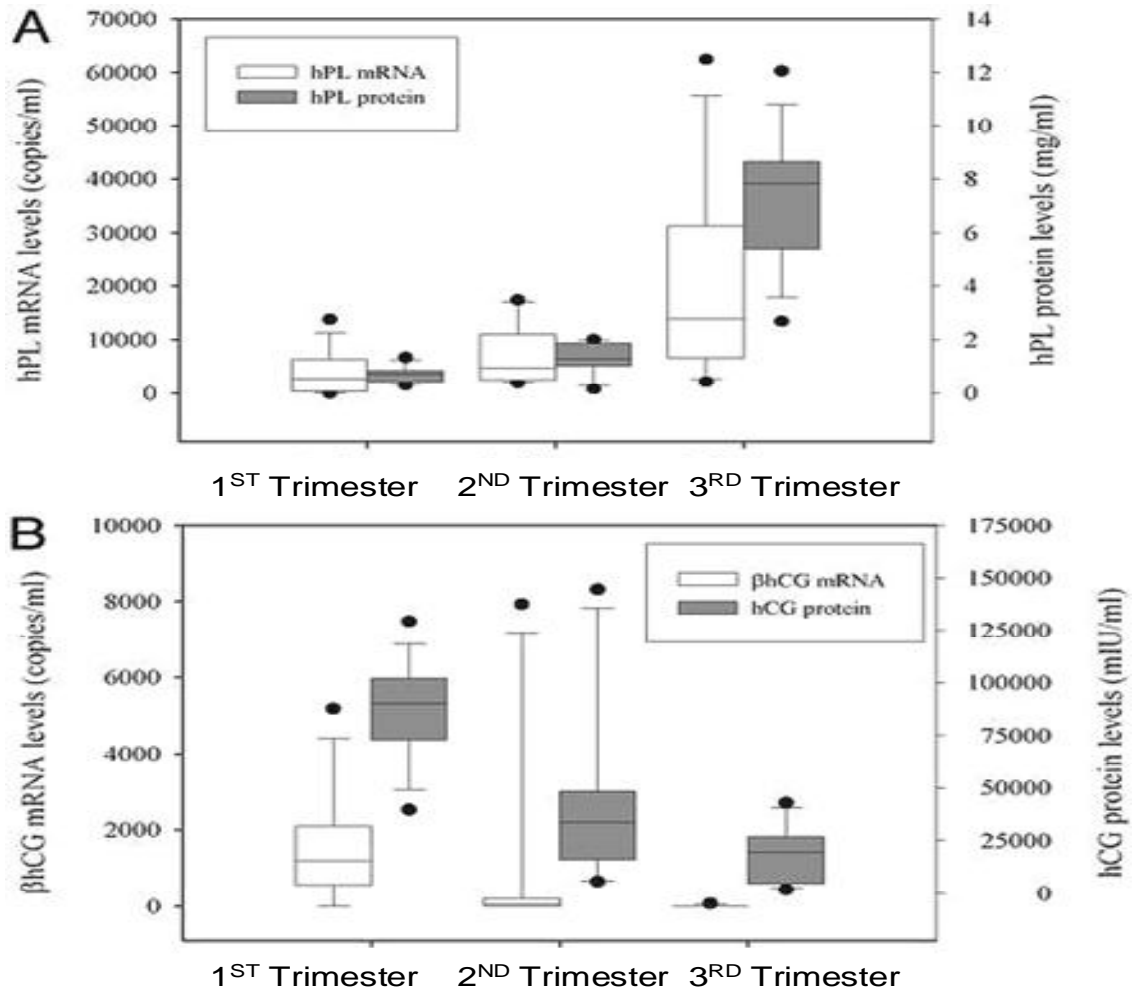 A
hPL mRNA levels (copies/ml)
70000
60000
50000
40000
30000
20000
10000
0
hPL mRNA
hPL protein
14
12
10
8
6
4
2
0
hPL protein levels (mg/ml)
1ST Trimester 2ND Trimester 3RD Trimester
B
βhCG mRNA levels (copies/ml)
10000
8000
6000
4000
2000
0
βhCG mRNA
hCG protein
175000
150000
125000
100000
75000
50000
25000
0
hCG protein levels (mIU/ml)
1ST Trimester 2ND Trimester 3RD Trimester